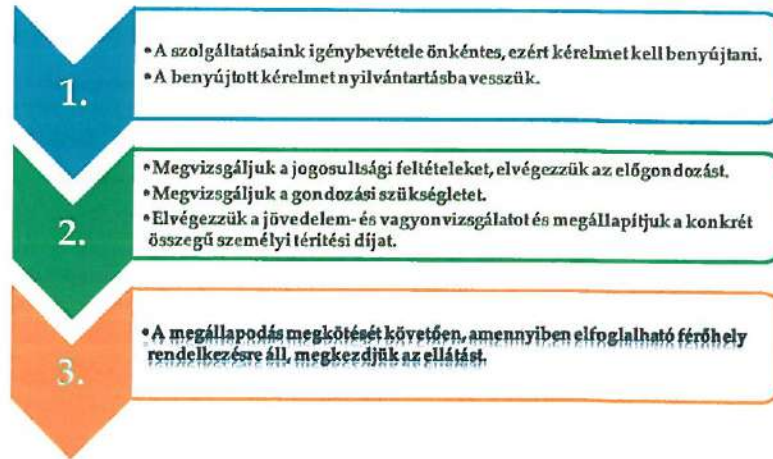 1.
• A szolgáltatásaink igénybevétele önkéntes, ezért kérelmet kell benyújtani.
• A benyújtott kérelmet nyilvántartásba vesszük.
2.
• Megvizsgáljuk a jogosultsági feltételeket, elvégezzük az előgondozást.
• Megvizsgáljuk a gondozási szükségletet.
• Elvégezzük a jövedelem- és vagyonvizsgálatot és megállapítjuk a konkrét
összegű személyi térítési díjat.
3.
• A megállapodás megkötését követően, amennyiben elfoglalható férőhely
rendelkezésre áll, megkezdjük az ellátást.